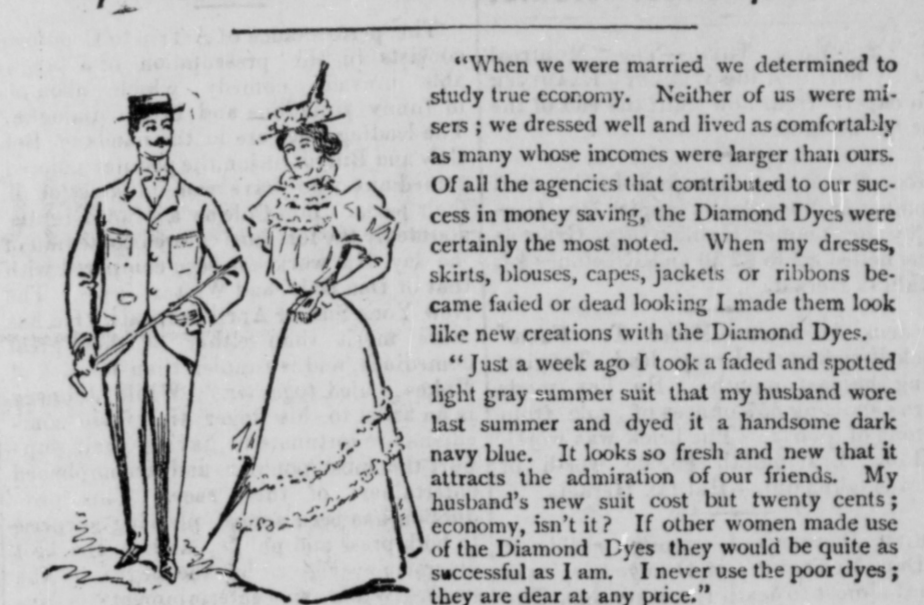 "When we were married we determined to
study true economy. Neither of us were mi-
sers; we dressed well and lived as comfortably
as many whose incomes were larger than ours.
Of all the agencies that contributed to our suc-
cess in money saving, the Diamond Dyes were
certainly the most noted. When my dresses,
skirts, blouses, capes, jackets or ribbons be-
came faded or dead looking I made them look
like new creations with the Diamond Dyes.
"Just a week ago I took a faded and spotted
light gray summer suit that my husband wore
last summer and dyed it a handsome dark
navy blue. It looks so fresh and new that it
attracts the admiration of our friends. My
husband's new suit cost but twenty cents;
economy, isn't it? If other women made use
of the Diamond Dyes they would be quite as
successful as I am. I never use the poor dyes;
they are dear at any price."